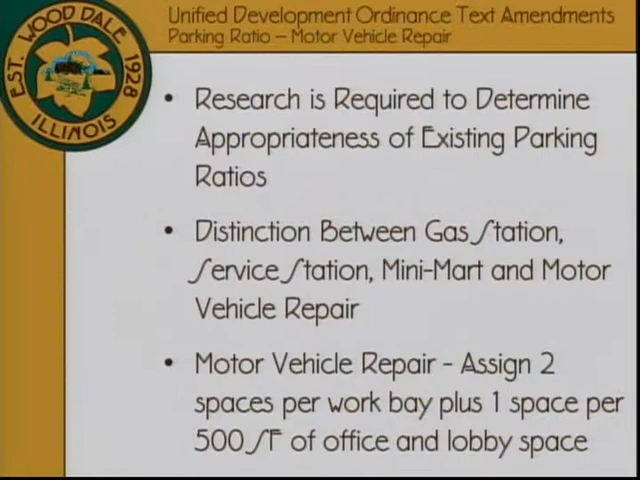 Unified Development Ordinance Text Amendments
Parking Ratio – Motor Vehicle Repair
EST. WOOD DALE 1928
ILLINOIS
• Research is Required to Determine
Appropriateness of Existing Parking
Ratios
• Distinction Between Gas Station,
Service Station, Mini-Mart and Motor
Vehicle Repair
• Motor Vehicle Repair - Assign 2
spaces per work bay plus 1 space per
500 SF of office and lobby space